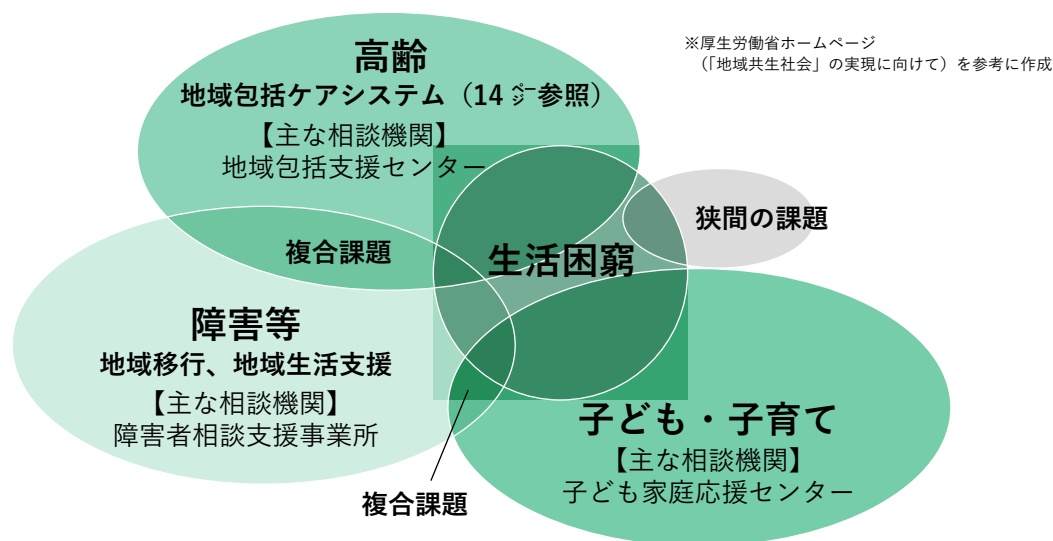 ※厚生労働省ホームページ
（「地域共生社会」の実現に向けて）を参考に作成
高齢
地域包括ケアシステム（14㌻参照）
【主な相談機関】
地域包括支援センター
狭間の課題
複合課題
生活困窮
障害等
地域移行、地域生活支援
【主な相談機関】
障害者相談支援事業所
子ども・子育て
【主な相談機関】
子ども家庭応援センター
複合課題